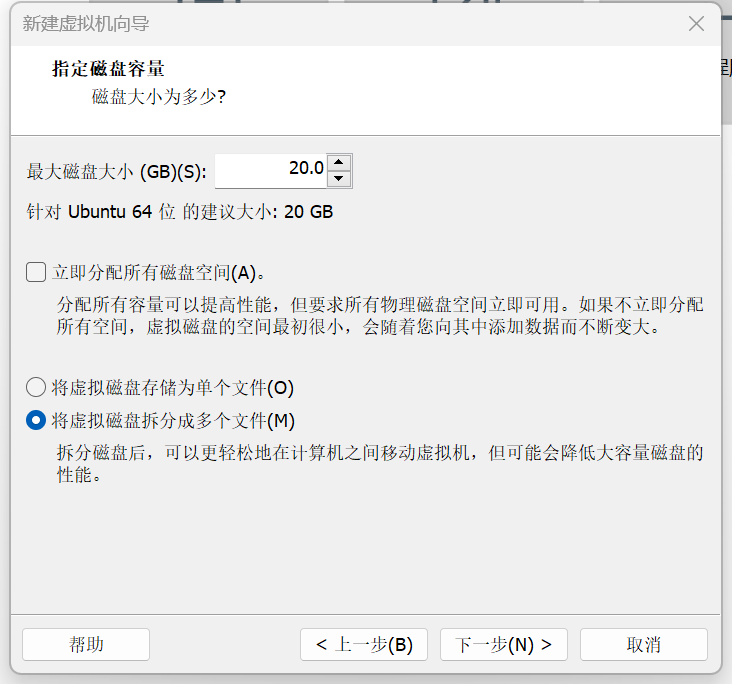 新建虚拟机向导
指定磁盘容量
磁盘大小为多少?
最大磁盘大小 (GB)(S): 20.0
针对 Ubuntu 64 位 的建议大小: 20 GB
立即分配所有磁盘空间(A)。
分配所有容量可以提高性能，但要求所有物理磁盘空间立即可用。如果不立即分配
所有空间，虚拟磁盘的空间最初很小，会随着您向其中添加数据而不断变大。
将虚拟磁盘存储为单个文件(O)
将虚拟磁盘拆分成多个文件(M)
拆分磁盘后，可以更轻松地在计算机之间移动虚拟机，但可能会降低大容量磁盘的
性能。
帮助 < 上一步(B) 下一步(N) > 取消